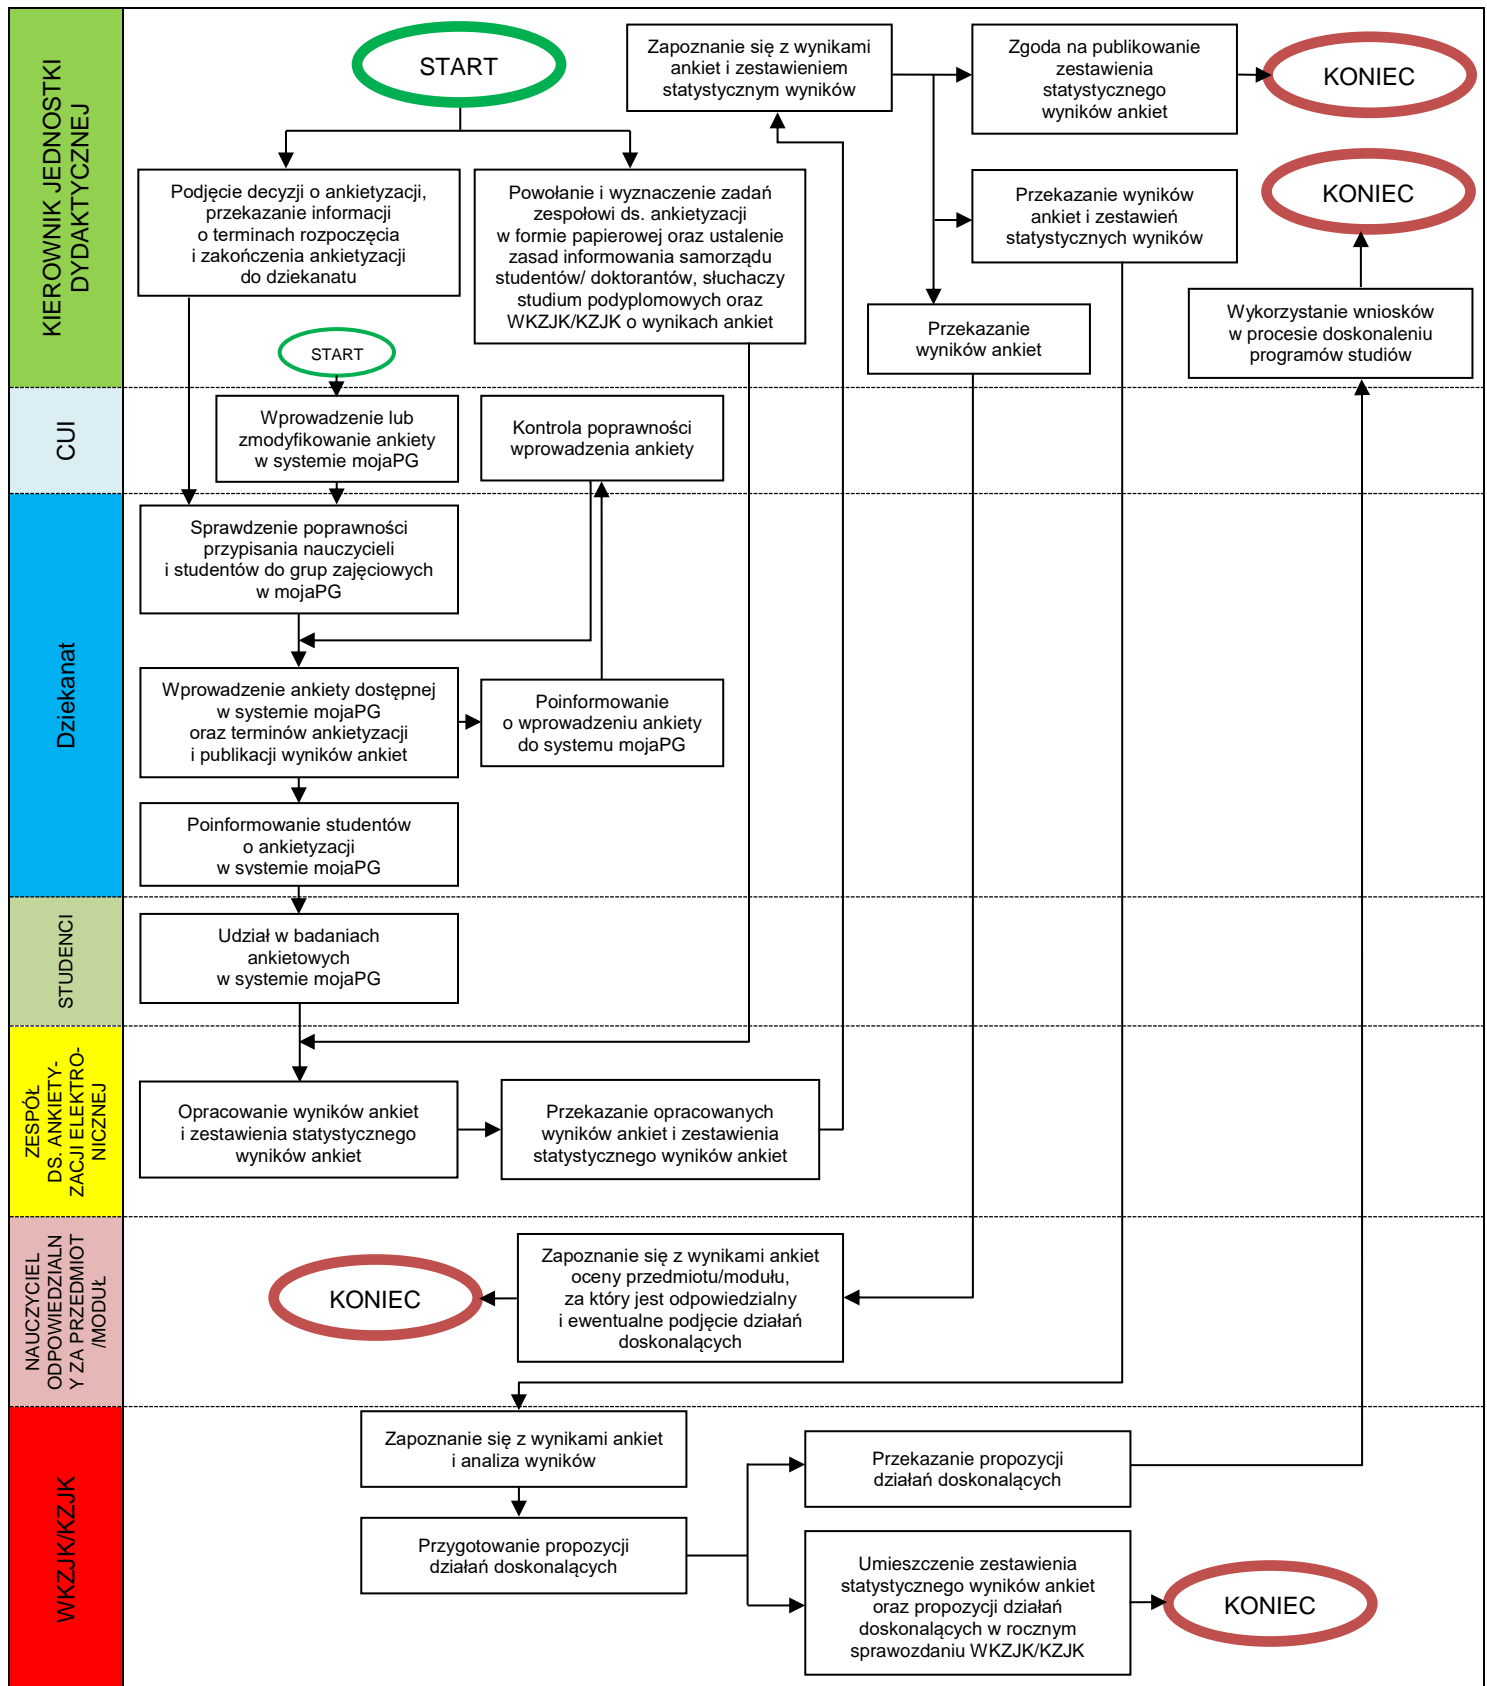 KIEROWNIK JEDNOSTKI
DYDAKTYCZNEJ
START
Zapoznanie się z wynikami
ankiet i zestawieniem
statystycznym wyników
Zgoda na publikowanie
zestawienia
statystycznego
wyników ankiet
KONIEC
Podjęcie decyzji o ankietyzacji,
przekazanie informacji
o terminach rozpoczęcia
i zakończenia ankietyzacji
do dziekanatu
Powołanie i wyznaczenie zadań
zespołowi ds. ankietyzacji
w formie papierowej oraz ustalenie
zasad informowania samorządu
studentów/ doktorantów, słuchaczy
studium podyplomowych oraz
WKZJK/KZJK o wynikach ankiet
Przekazanie wyników
ankiet i zestawień
statystycznych wyników
KONIEC
START
Przekazanie
wyników ankiet
Wykorzystanie wniosków
w procesie doskonaleniu
programów studiów
CUI
Wprowadzenie lub
zmodyfikowanie ankiety
w systemie mojaPG
Kontrola poprawności
wprowadzenia ankiety
Dziekanat
Sprawdzenie poprawności
przypisania nauczycieli
i studentów do grup zajęciowych
w mojaPG
Wprowadzenie ankiety dostępnej
w systemie mojaPG
oraz terminów ankietyzacji
i publikacji wyników ankiet
Poinformowanie
o wprowadzeniu ankiety
do systemu mojaPG
Poinformowanie studentów
o ankietyzacji
w systemie mojaPG
STUDENCI
Udział w badaniach
ankietowych
w systemie mojaPG
ZESPÓŁ
DS. ANKIETY-
ZACJI ELEKTRO-
NICZNEJ
Opracowanie wyników ankiet
i zestawienia statystycznego
wyników ankiet
Przekazanie opracowanych
wyników ankiet i zestawienia
statystycznego wyników ankiet
NAUCZYCIEL
ODPOWIEDZIALN
Y ZA PRZEDMIOT
/MODUŁ
KONIEC
Zapoznanie się z wynikami ankiet
oceny przedmiotu/modułu,
za który jest odpowiedzialny
i ewentualne podjęcie działań
doskonalących
WKZJK/KZJK
Zapoznanie się z wynikami ankiet
i analiza wyników
Przekazanie propozycji
działań doskonalących
Przygotowanie propozycji
działań doskonalących
Umieszczenie zestawienia
statystycznego wyników ankiet
oraz propozycji działań
doskonalących w rocznym
sprawozdaniu WKZJK/KZJK
KONIEC